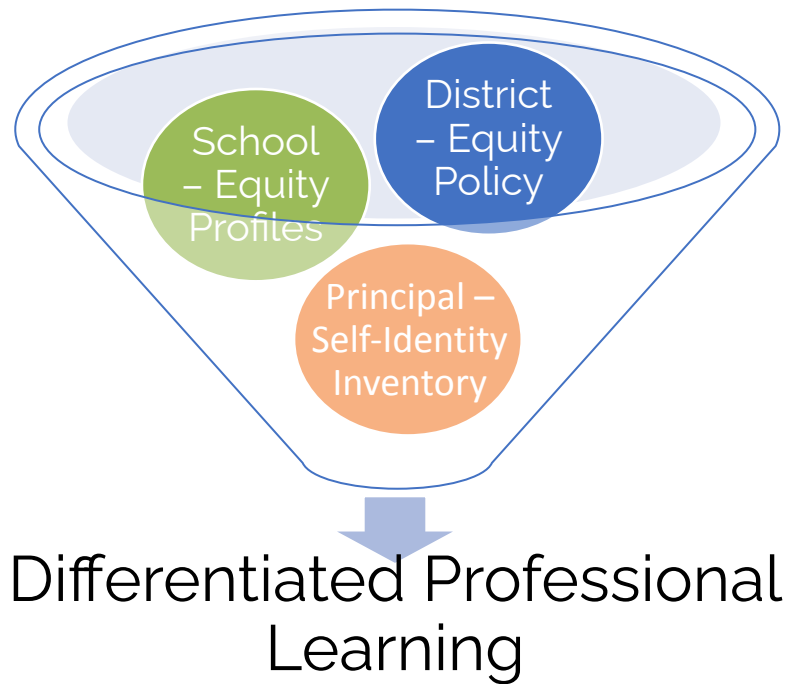 School
– Equity
Profiles
District
– Equity
Policy
Principal –
Self-Identity
Inventory
Differentiated Professional
Learning